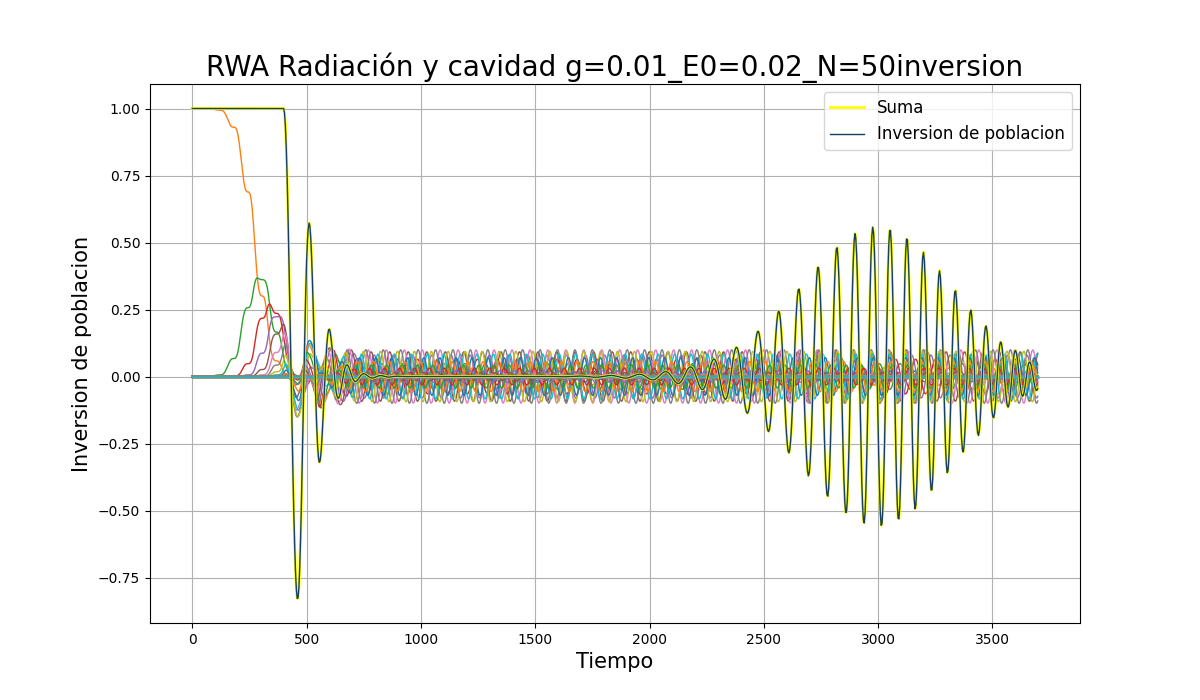 RWA Radiación y cavidad g=0.01_E0=0.02_N=50inversion
Suma
Inversion de poblacion
Inversion de poblacion
1.00
0.75
0.50
0.25
0.00
−0.25
−0.50
−0.75
0 500 1000 1500 2000 2500 3000 3500
Tiempo